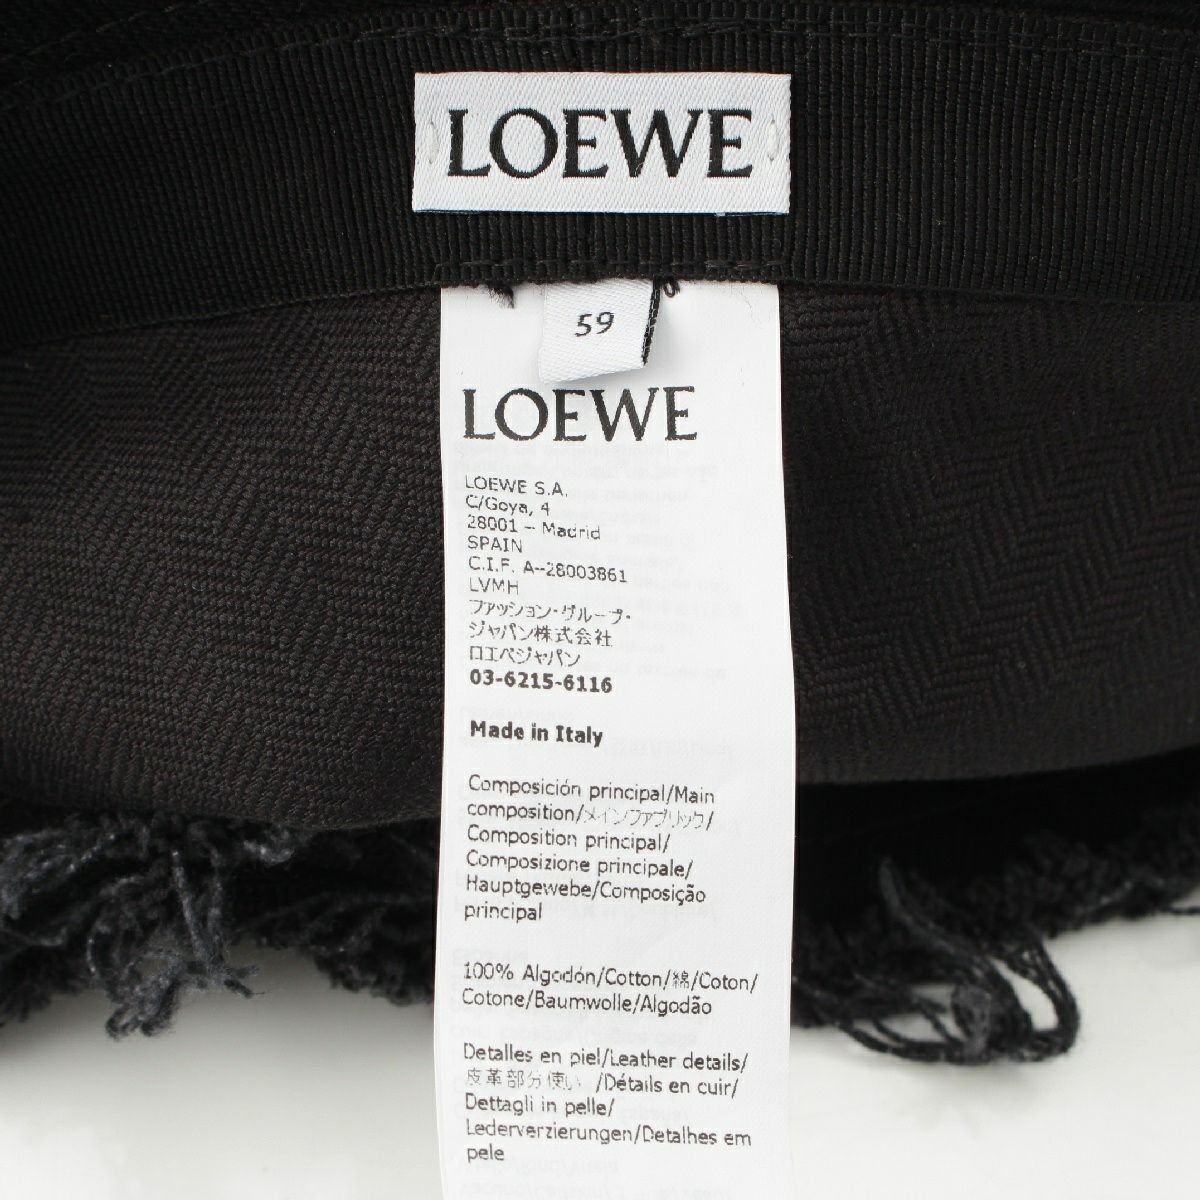 LOEWE
59
LOEWE
LOEWE S.A.
C/Goya, 4
28001 – Madrid
SPAIN
C.I.F. A-28003861
LVMH
ファッション・グループ・
ジャパン株式会社
ロエベジャパン
03-6215-6116
Made in Italy
Composición principal/Main
composition/メインファブリック/
Composition principal/
Composizione principale/
Hauptgewebe/Composição
principal
100% Algodón/Cotton/綿/Coton/
Cotone/Baumwolle/Algodão
Detalles en piel/Leather details/
皮革部分使い /Détails en cuir/
Dettagli in pelle/
Lederverzierungen/Detalhes em
pele